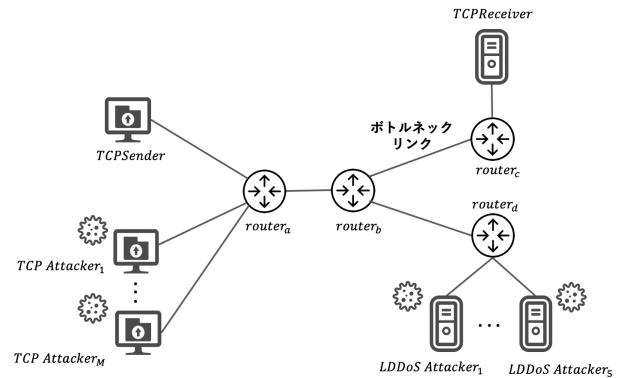 TCPReceiver
ボトルネック
リンク
TCPSender
router_c
router_d
router_a
router_b
TCP Attacker_1
...
TCP Attacker_M
...
LDDoS Attacker_1
LDDoS Attacker_5